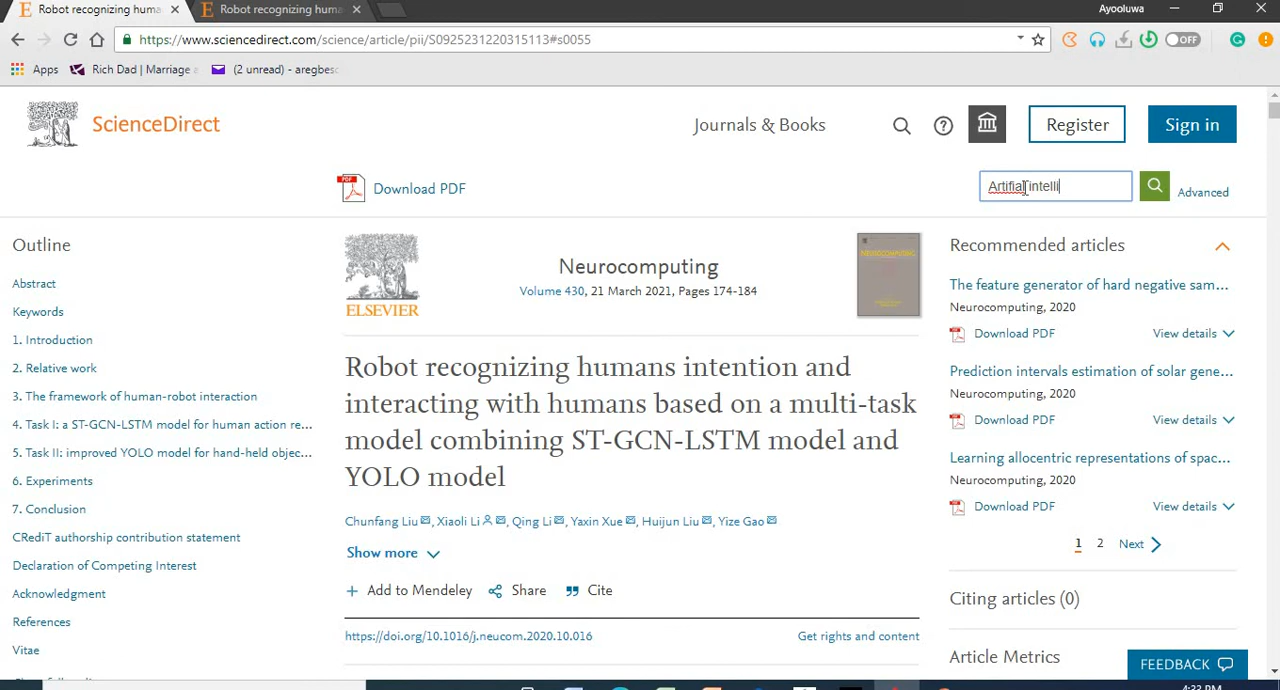 Robot recognizing huma
Robot recognizing huma
Ayooluwa
https://www.sciencedirect.com/science/article/pii/S0925231220315113#s0055
OFF
Apps
Rich Dad | Marriage
(2 unread) - aregbes
ScienceDirect
Journals & Books
Register
Sign in
PDF
Download PDF
Artifial intelli
Advanced
Outline
Abstract
Keywords
1. Introduction
2. Relative work
3. The framework of human-robot interaction
4. Task I: a ST-GCN-LSTM model for human action re...
5. Task II: improved YOLO model for hand-held objec...
6. Experiments
7. Conclusion
CRediT authorship contribution statement
Declaration of Competing Interest
Acknowledgment
References
Vitae
ELSEVIER
Neurocomputing
Volume 430, 21 March 2021, Pages 174-184
NEUROCOMPUTING
Robot recognizing humans intention and
interacting with humans based on a multi-task
model combining ST-GCN-LSTM model and
YOLO model
Chunfang Liu, Xiaoli Li, Qing Li, Yaxin Xue, Huijun Liu, Yize Gao
Show more
Add to Mendeley
Share
Cite
https://doi.org/10.1016/j.neucom.2020.10.016
Get rights and content
Recommended articles
The feature generator of hard negative sam...
Neurocomputing, 2020
Download PDF
View details
Prediction intervals estimation of solar gene...
Neurocomputing, 2020
Download PDF
View details
Learning allocentric representations of spac...
Neurocomputing, 2020
Download PDF
View details
1 2 Next
Citing articles (0)
Article Metrics
FEEDBACK
4:33 PM